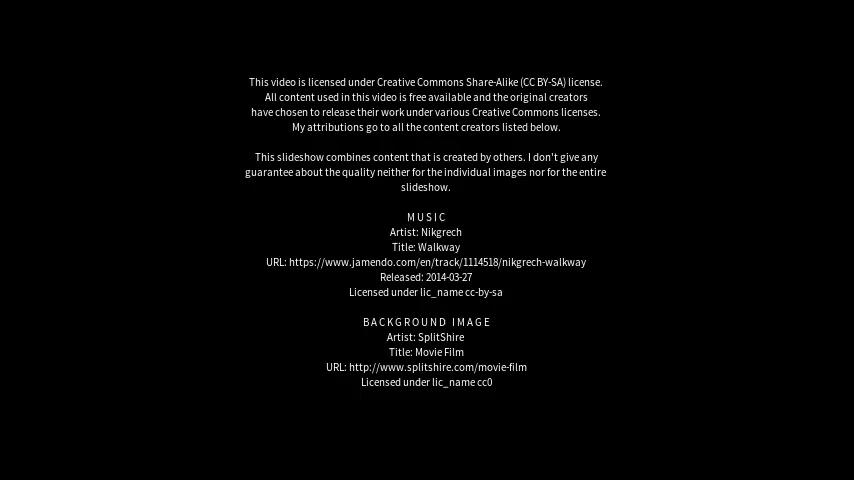 This video is licensed under Creative Commons Share-Alike (CC BY-SA) license.
All content used in this video is free available and the original creators
have chosen to release their work under various Creative Commons licenses.
My attributions go to all the content creators listed below.
This slideshow combines content that is created by others. I don't give any
guarantee about the quality neither for the individual images nor for the entire
slideshow.
MUSIC
Artist: Nikgrech
Title: Walkway
URL: https://www.jamendo.com/en/track/1114518/nikgrech-walkway
Released: 2014-03-27
Licensed under lic_name cc-by-sa
BACKGROUND IMAGE
Artist: SplitShire
Title: Movie Film
URL: http://www.splitshire.com/movie-film
Licensed under lic_name cc0